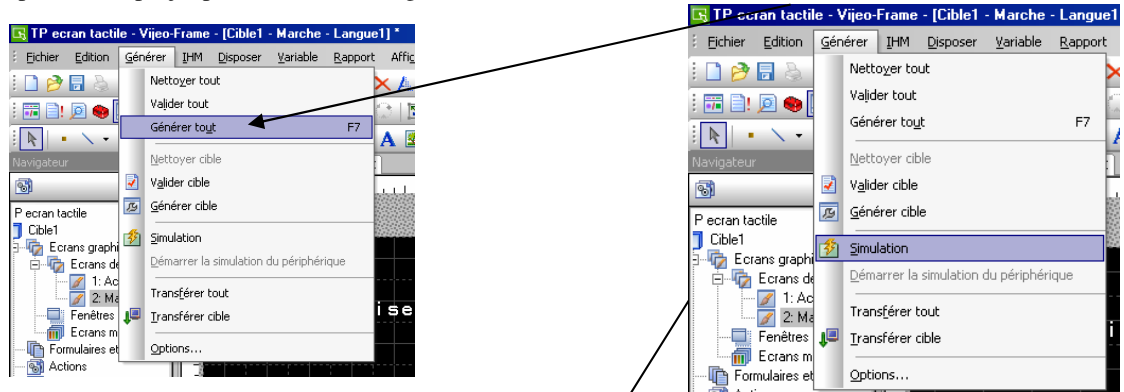 TP ecran tactile - Vijeo-Frame - [Cible1 - Marche - Langue1] *
Fichier Edition Générer IHM Disposer Variable Rapport Affic
Nettoyer tout
Valider tout
Générer tout F7
Navigateur
Nettoyer cible
Valider cible
Générer cible
P ecran tactile
Cible1
Simulation
Ecrans graphi
Ecrans de
Démarrer la simulation du périphérique
1: Ac
2: Ma
Transférer tout
Fenêtres
Transférer cible
ise
Ecrans m
Formulaires et
Options...
Actions
TP ecran tactile - Vijeo-Frame - [Cible1 - Marche - Langue1
Fichier Edition Générer IHM Disposer Variable Rapport
Nettoyer tout
Valider tout
Générer tout F7
Navigateur
Nettoyer cible
Valider cible
Générer cible
P ecran tactile
Cible1
Simulation
Ecrans graphi
Ecrans de
Démarrer la simulation du périphérique
1: Ac
2: Ma
Transférer tout
Fenêtres
Transférer cible
i
Ecrans m
Formulaires et
Options...